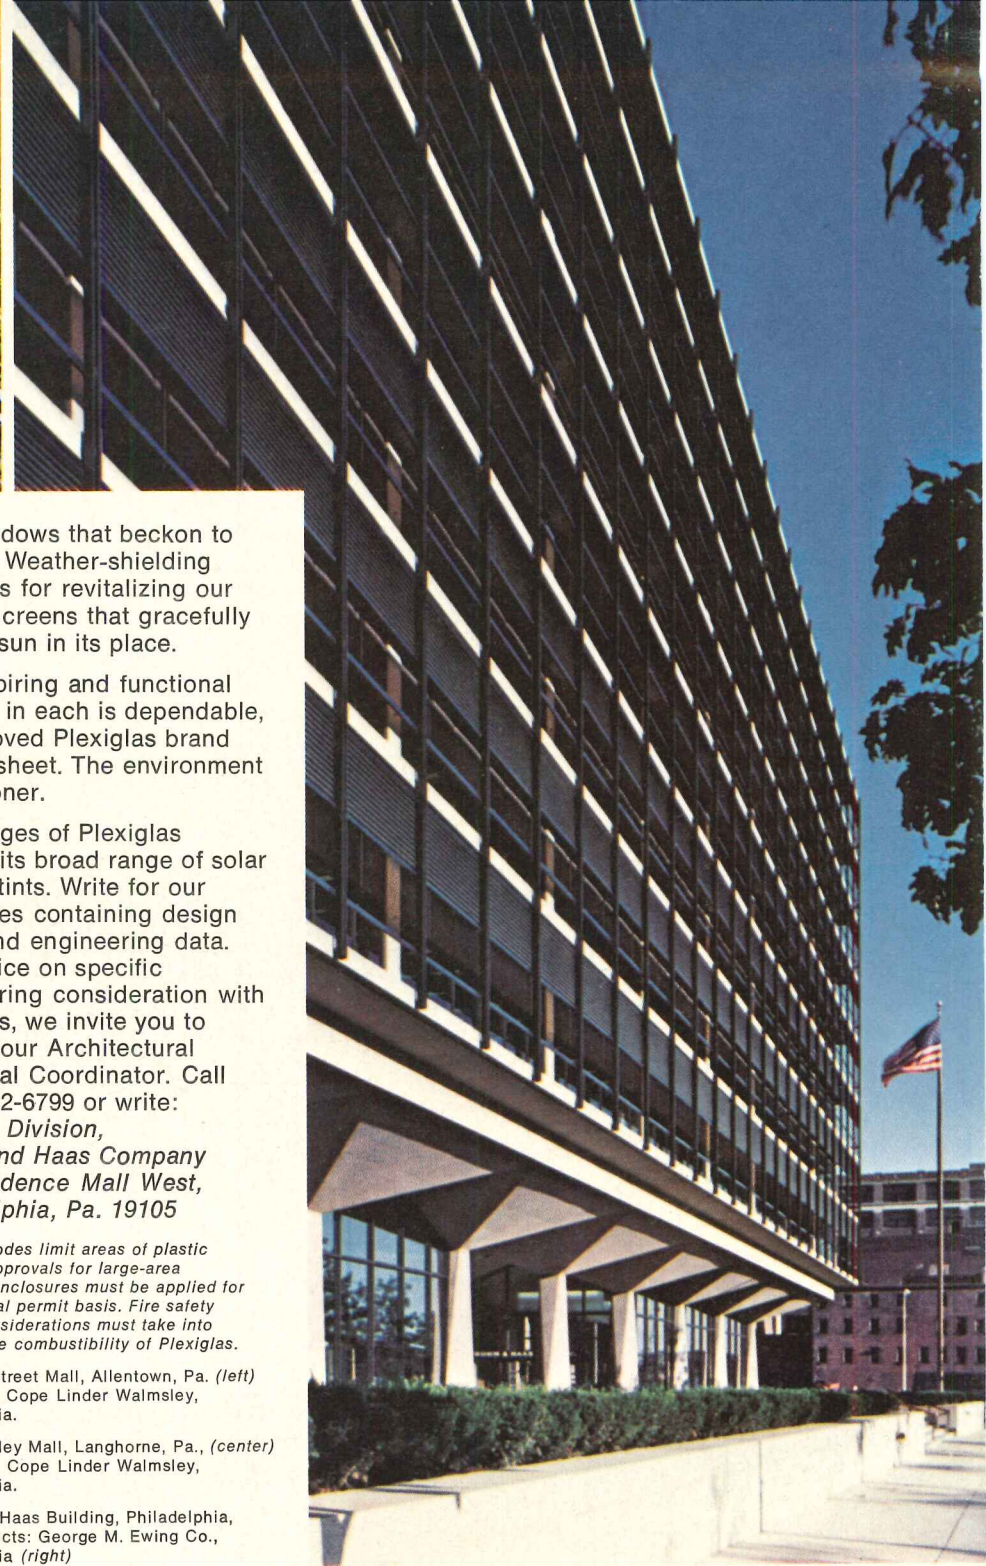 dows that beckon to
Weather-shielding
s for revitalizing our
creens that gracefully
sun in its place.
piring and functional
in each is dependable,
oved Plexiglas brand
sheet. The environment
oner.
ges of Plexiglas
its broad range of solar
tints. Write for our
es containing design
nd engineering data.
ice on specific
ring consideration with
s, we invite you to
our Architectural
al Coordinator. Call
2-6799 or write:
Division,
nd Haas Company
dence Mall West,
phia, Pa. 19105
odes limit areas of plastic
pprovals for large-area
enclosures must be applied for
al permit basis. Fire safety
siderations must take into
e combustibility of Plexiglas.
treet Mall, Allentown, Pa. (left)
Cope Linder Walmsley,
ia.
ley Mall, Langhorne, Pa., (center)
Cope Linder Walmsley,
ia.
Haas Building, Philadelphia,
cts: George M. Ewing Co.,
ia (right)